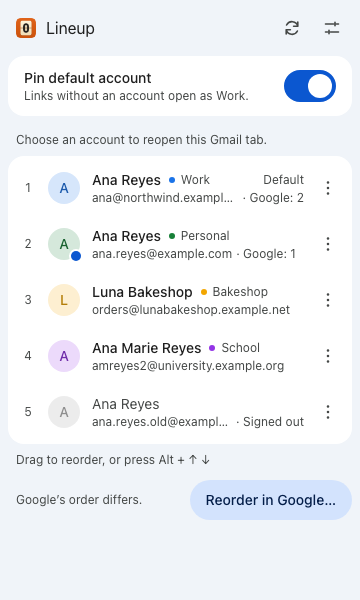 0 Lineup
Pin default account
Links without an account open as Work.
Choose an account to reopen this Gmail tab.
1 A Ana Reyes Work Default
ana@northwind.exampl… · Google: 2
2 A Ana Reyes Personal
ana.reyes@example.com · Google: 1
3 L Luna Bakeshop Bakeshop
orders@lunabakeshop.example.net
4 A Ana Marie Reyes School
amreyes2@university.example.org
5 A Ana Reyes
ana.reyes.old@exampl… · Signed out
Drag to reorder, or press Alt + ↑ ↓
Google’s order differs. Reorder in Google…